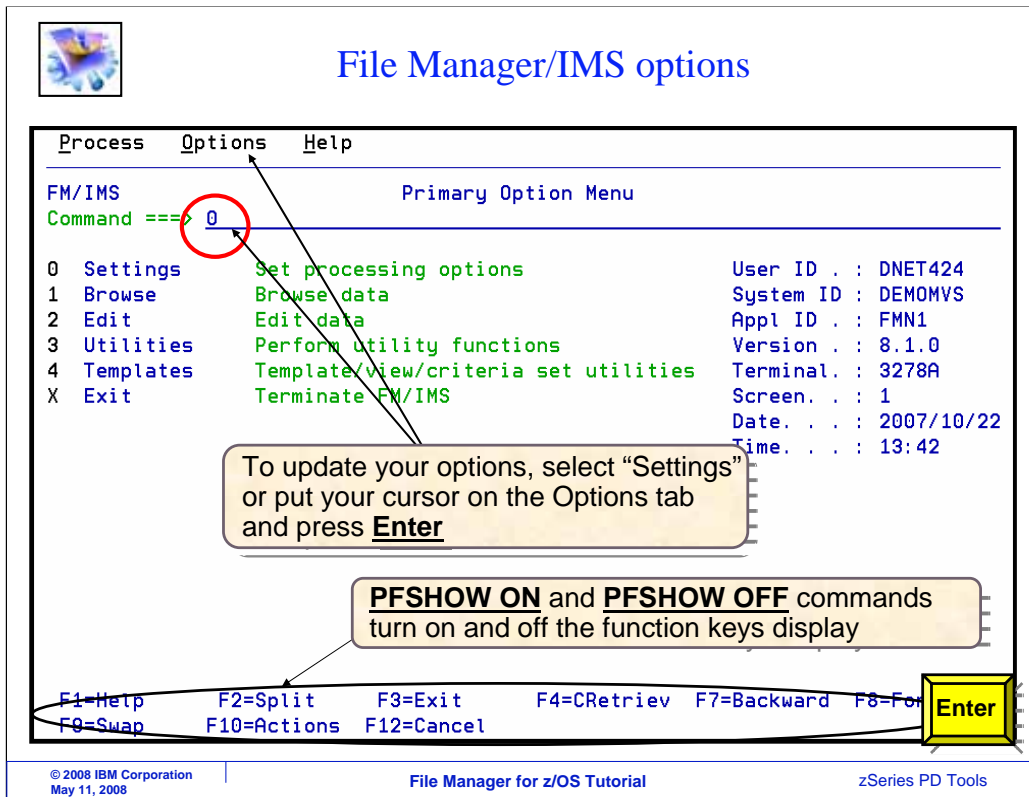 File Manager/IMS options
Process Options Help
FM/IMS Primary Option Menu
Command ===> 0
0 Settings Set processing options User ID . : DNET424
1 Browse Browse data System ID : DEMOMVS
2 Edit Edit data Appl ID . : FMN1
3 Utilities Perform utility functions Version . : 8.1.0
4 Templates Template/view/criteria set utilities Terminal. : 3278A
X Exit Terminate FM/IMS Screen. . : 1
Date. . . : 2007/10/22
Time. . . : 13:42
To update your options, select “Settings”
or put your cursor on the Options tab
and press Enter
PFSHOW ON and PFSHOW OFF commands
turn on and off the function keys display
F1=Help F2=Split F3=Exit F4=CRetriev F7=Backward
F9=Swap F10=Actions F12=Cancel
Enter
© 2008 IBM Corporation
May 11, 2008
File Manager for z/OS Tutorial
zSeries PD Tools